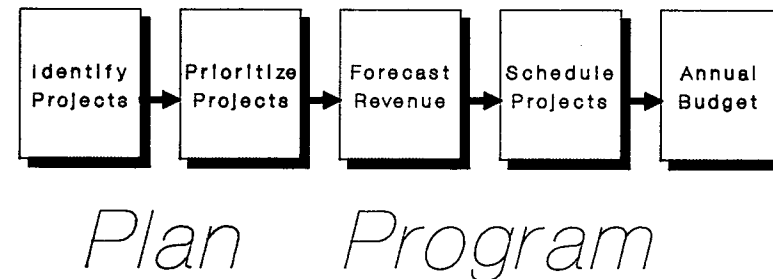 Identify
Projects
Prioritize
Projects
Forecast
Revenue
Schedule
Projects
Annual
Budget
Plan Program